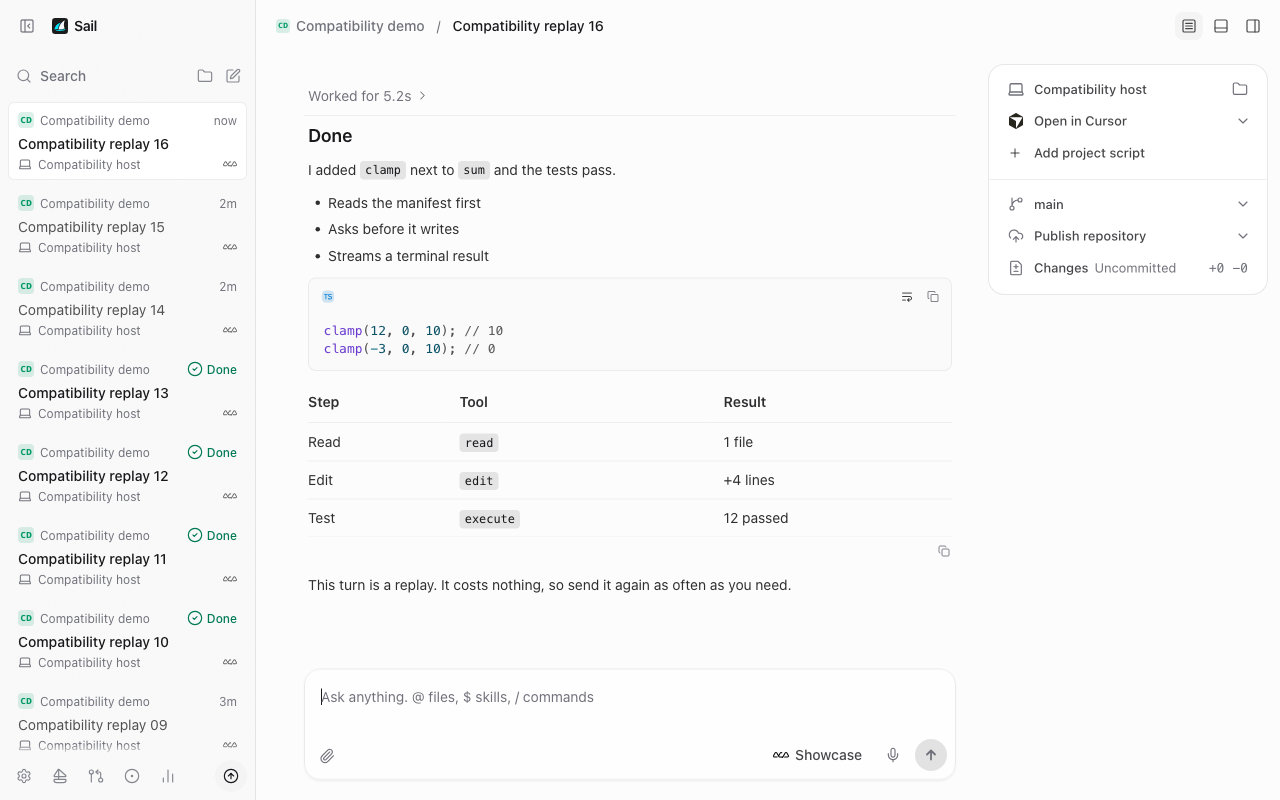 Sail
Search
CD Compatibility demo now
Compatibility replay 16
Compatibility host
CD Compatibility demo 2m
Compatibility replay 15
Compatibility host
CD Compatibility demo 2m
Compatibility replay 14
Compatibility host
CD Compatibility demo Done
Compatibility replay 13
Compatibility host
CD Compatibility demo Done
Compatibility replay 12
Compatibility host
CD Compatibility demo Done
Compatibility replay 11
Compatibility host
CD Compatibility demo Done
Compatibility replay 10
Compatibility host
CD Compatibility demo 3m
Compatibility replay 09
Compatibility host
CD Compatibility demo / Compatibility replay 16
Worked for 5.2s
Done
I added clamp next to sum and the tests pass.
• Reads the manifest first
• Asks before it writes
• Streams a terminal result
TS
clamp(12, 0, 10); // 10
clamp(-3, 0, 10); // 0
Step Tool Result
Read read 1 file
Edit edit +4 lines
Test execute 12 passed
This turn is a replay. It costs nothing, so send it again as often as you need.
Ask anything. @ files, $ skills, / commands
Showcase
Compatibility host
Open in Cursor
Add project script
main
Publish repository
Changes Uncommitted +0 -0